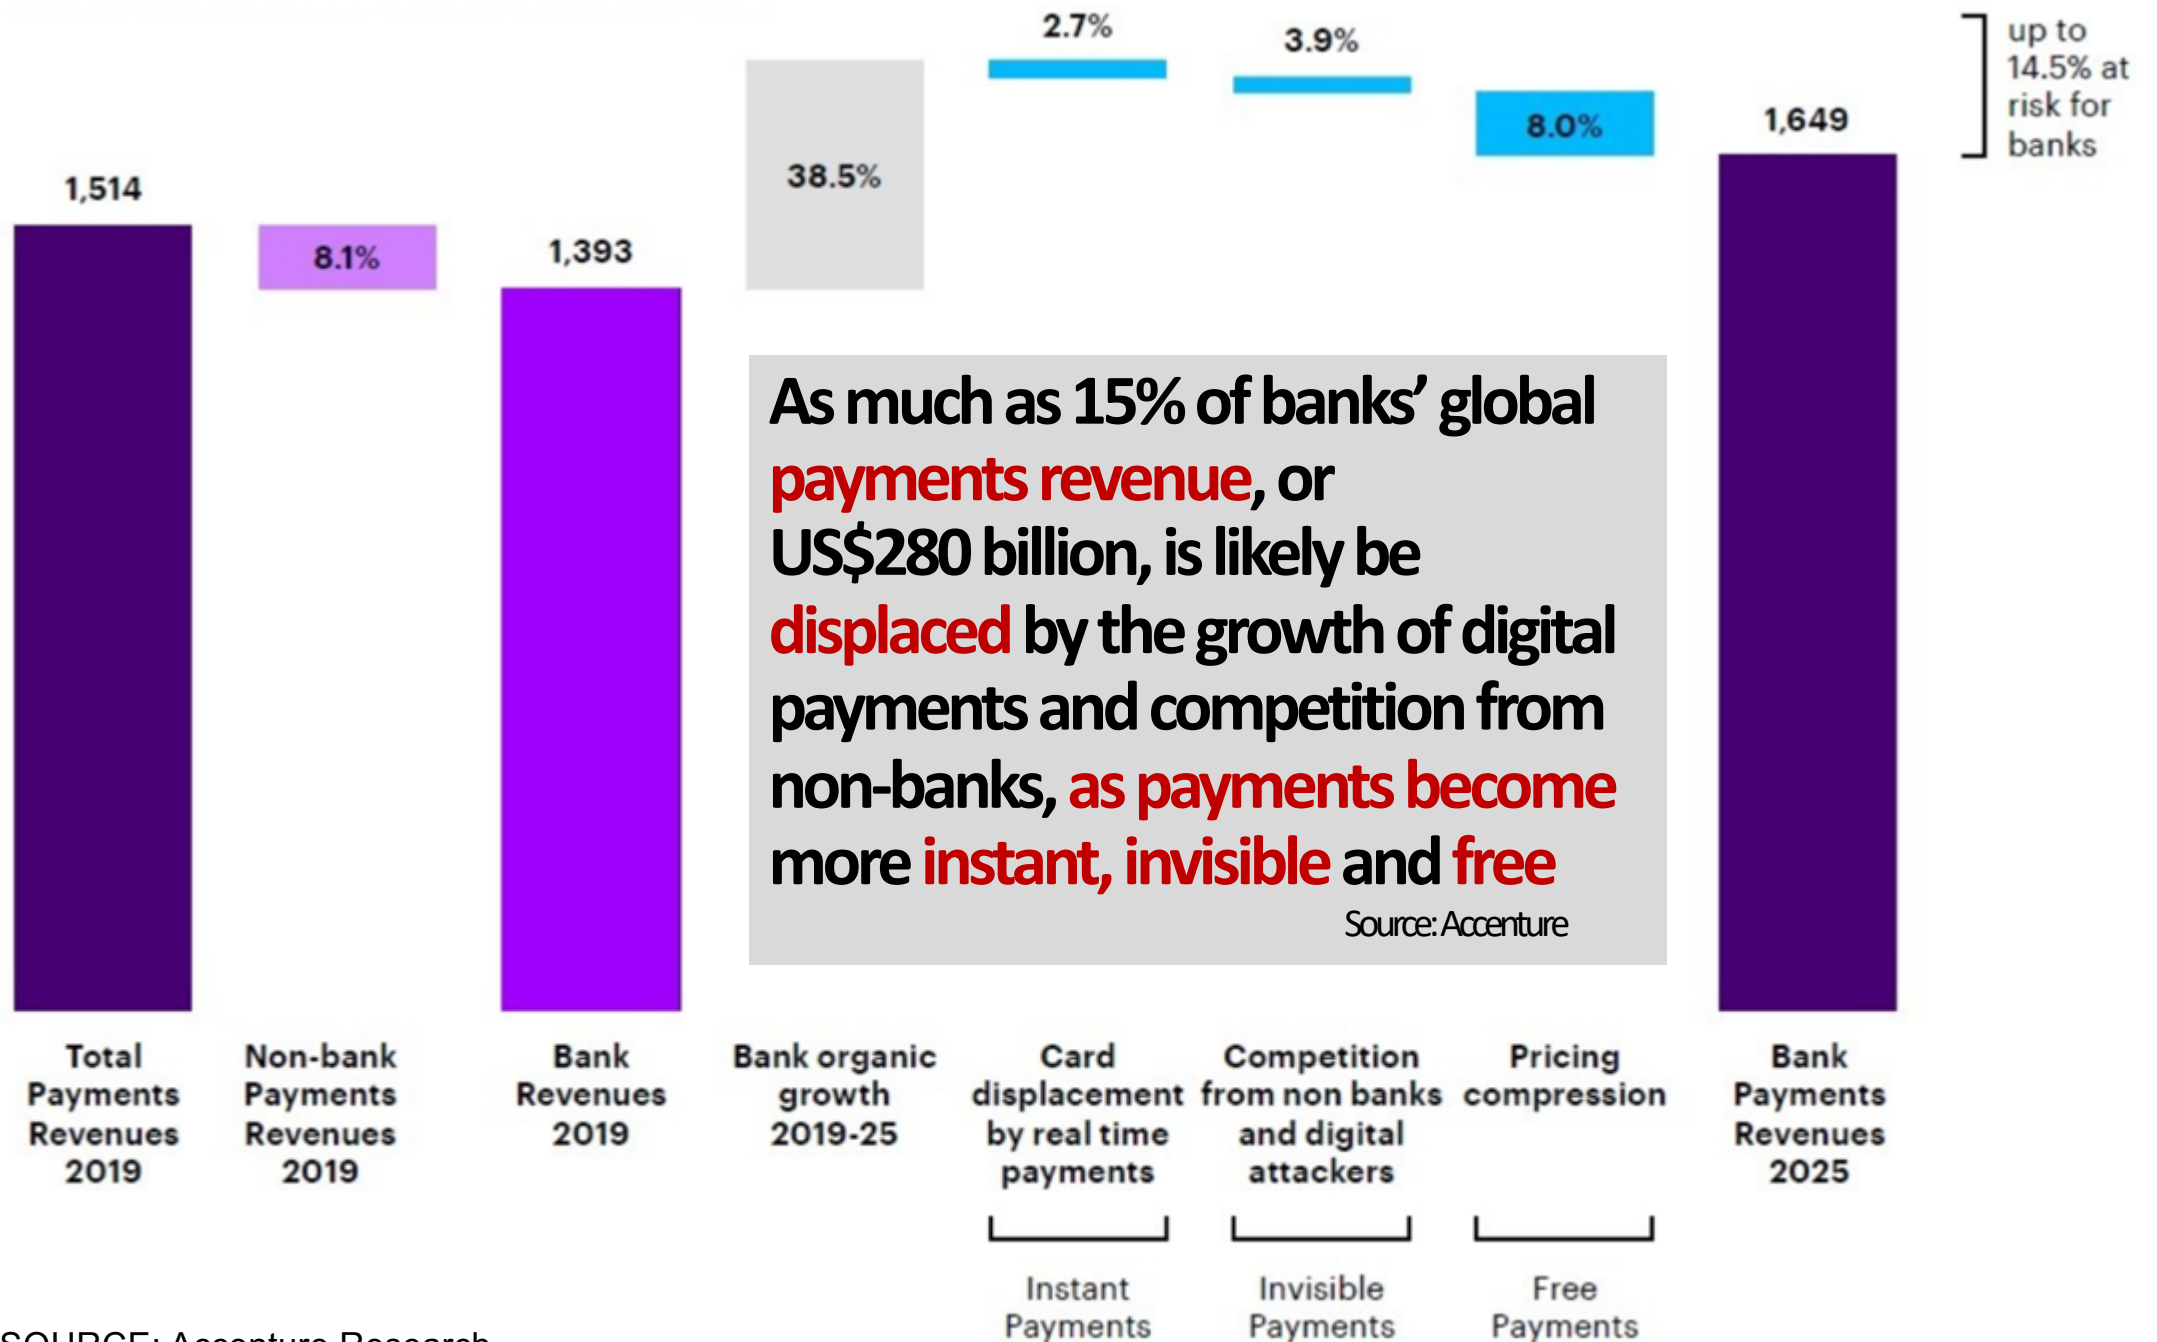 2.7%
3.9%
up to
14.5% at
risk for
banks
1,514
8.1%
1,393
38.5%
8.0%
1,649
As much as 15% of banks’ global
payments revenue, or
US$280 billion, is likely be
displaced by the growth of digital
payments and competition from
non-banks, as payments become
more instant, invisible and free
Source: Accenture
Total
Payments
Revenues
2019
Non-bank
Payments
Revenues
2019
Bank
Revenues
2019
Bank organic
growth
2019-25
Card
displacement
by real time
payments
Competition
from non banks
and digital
attackers
Pricing
compression
Bank
Payments
Revenues
2025
Instant
Payments
Invisible
Payments
Free
Payments
SOURCE: Accenture Research